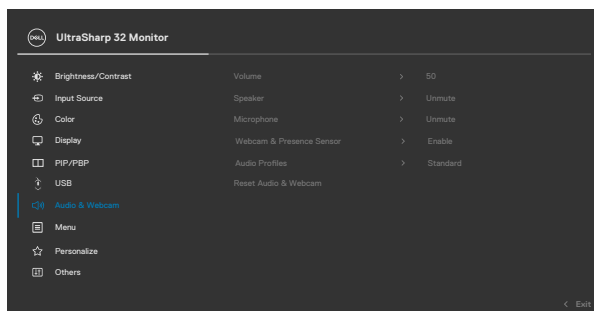 DELL UltraSharp 32 Monitor
Brightness/Contrast Volume > 50
Input Source Speaker > Unmute
Color Microphone > Unmute
Display Webcam & Presence Sensor > Enable
PIP/PBP Audio Profiles > Standard
USB Reset Audio & Webcam
Audio & Webcam
Menu
Personalize
Others
< Exit